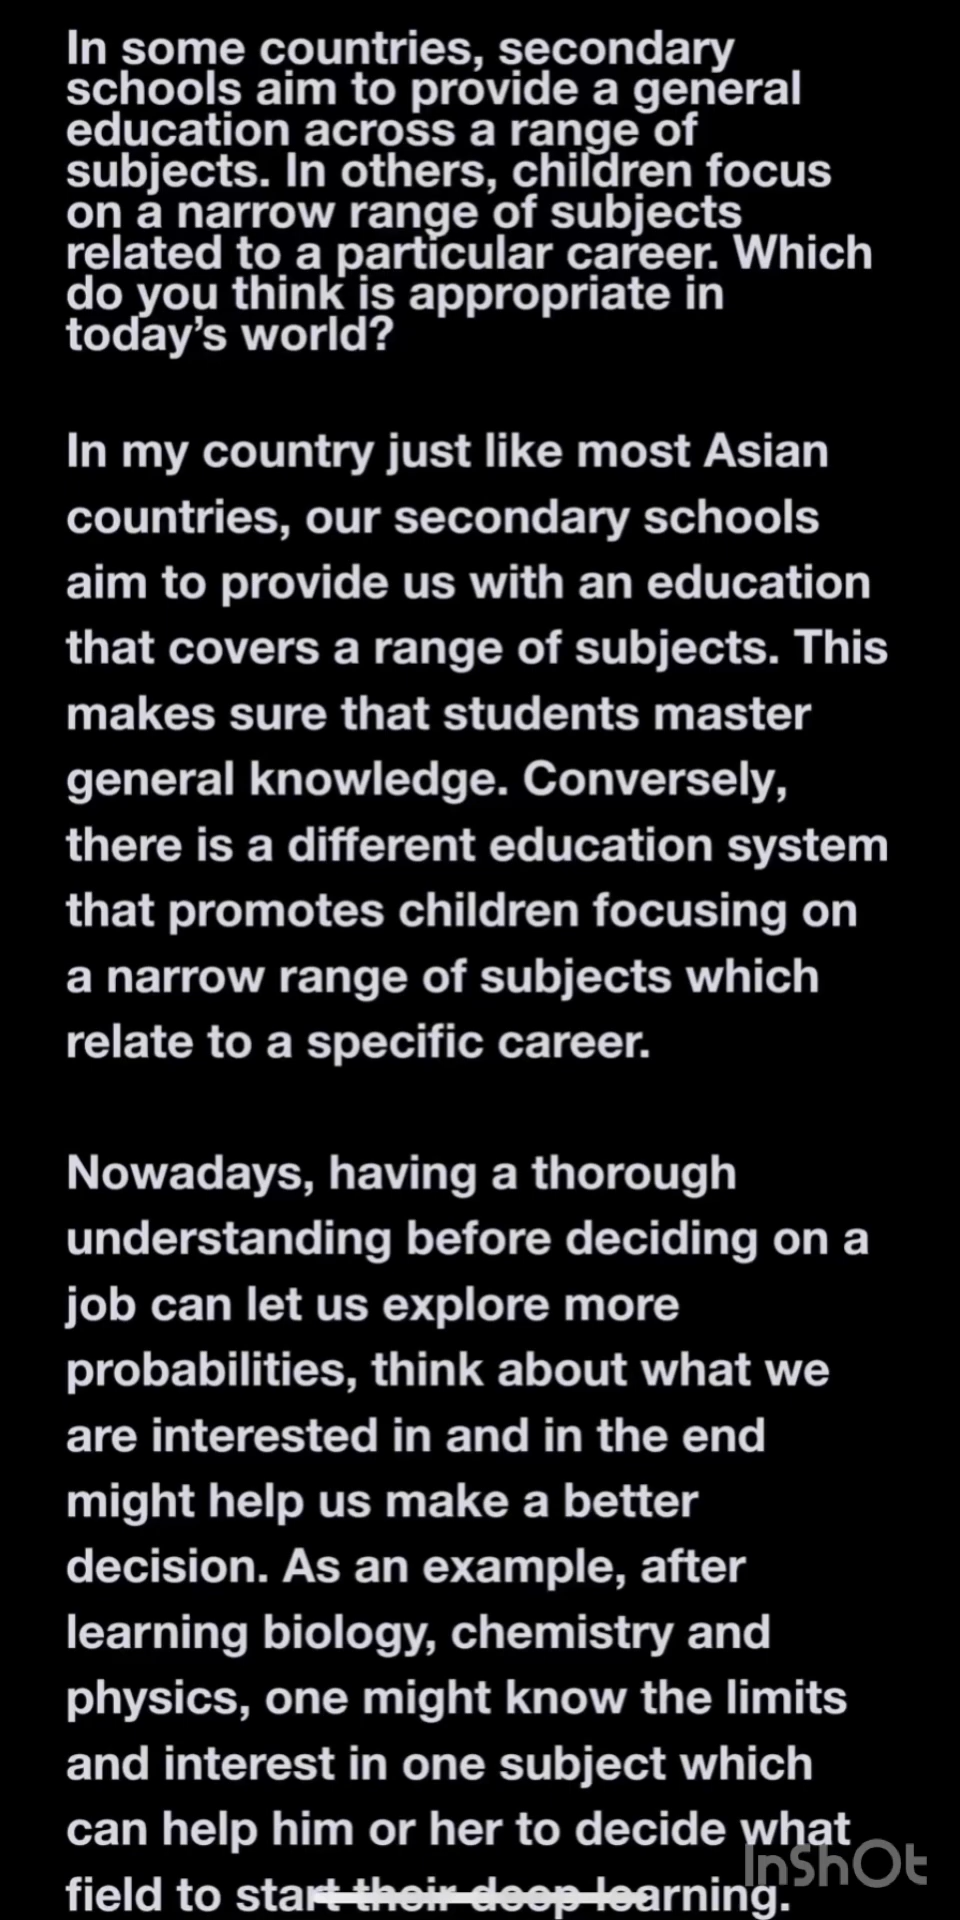 In some countries, secondary
schools aim to provide a general
education across a range of
subjects. In others, children focus
on a narrow range of subjects
related to a particular career. Which
do you think is appropriate in
today’s world?
In my country just like most Asian
countries, our secondary schools
aim to provide us with an education
that covers a range of subjects. This
makes sure that students master
general knowledge. Conversely,
there is a different education system
that promotes children focusing on
a narrow range of subjects which
relate to a specific career.
Nowadays, having a thorough
understanding before deciding on a
job can let us explore more
probabilities, think about what we
are interested in and in the end
might help us make a better
decision. As an example, after
learning biology, chemistry and
physics, one might know the limits
and interest in one subject which
can help him or her to decide what
field to start their deep learning.
InShOt